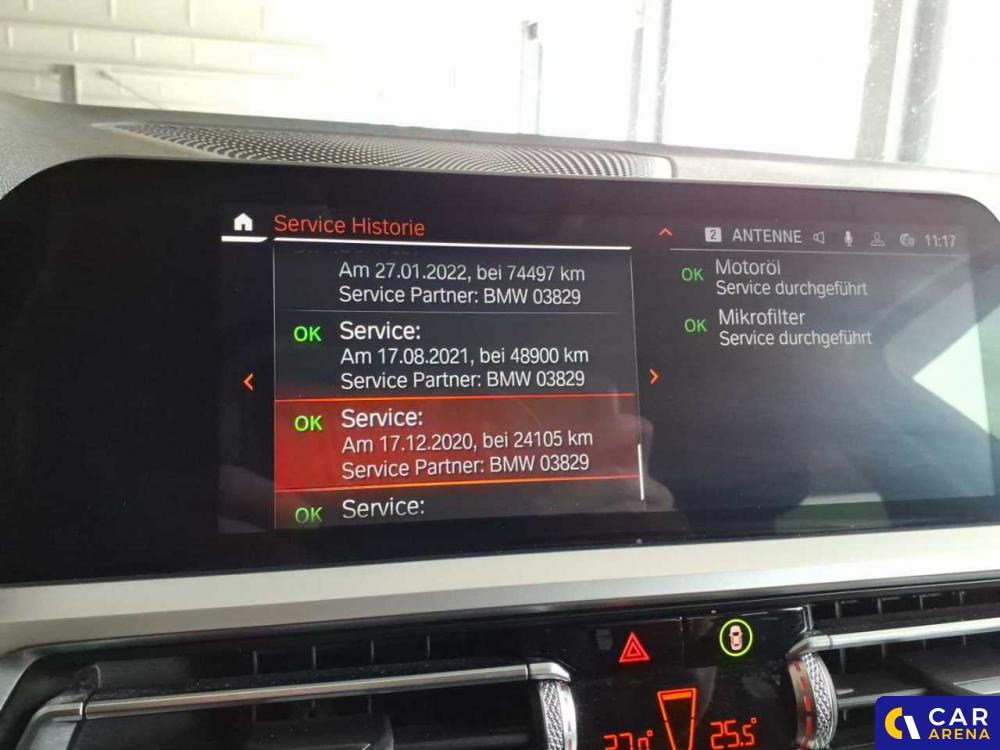 Service Historie
Am 27.01.2022, bei 74497 km
Service Partner: BMW 03829
OK Service:
Am 17.08.2021, bei 48900 km
Service Partner: BMW 03829
OK Service:
Am 17.12.2020, bei 24105 km
Service Partner: BMW 03829
OK Service:
2 ANTENNE 11:17
OK Motoröl
Service durchgeführt
OK Mikrofilter
Service durchgeführt
25.5°
CAR
ARENA